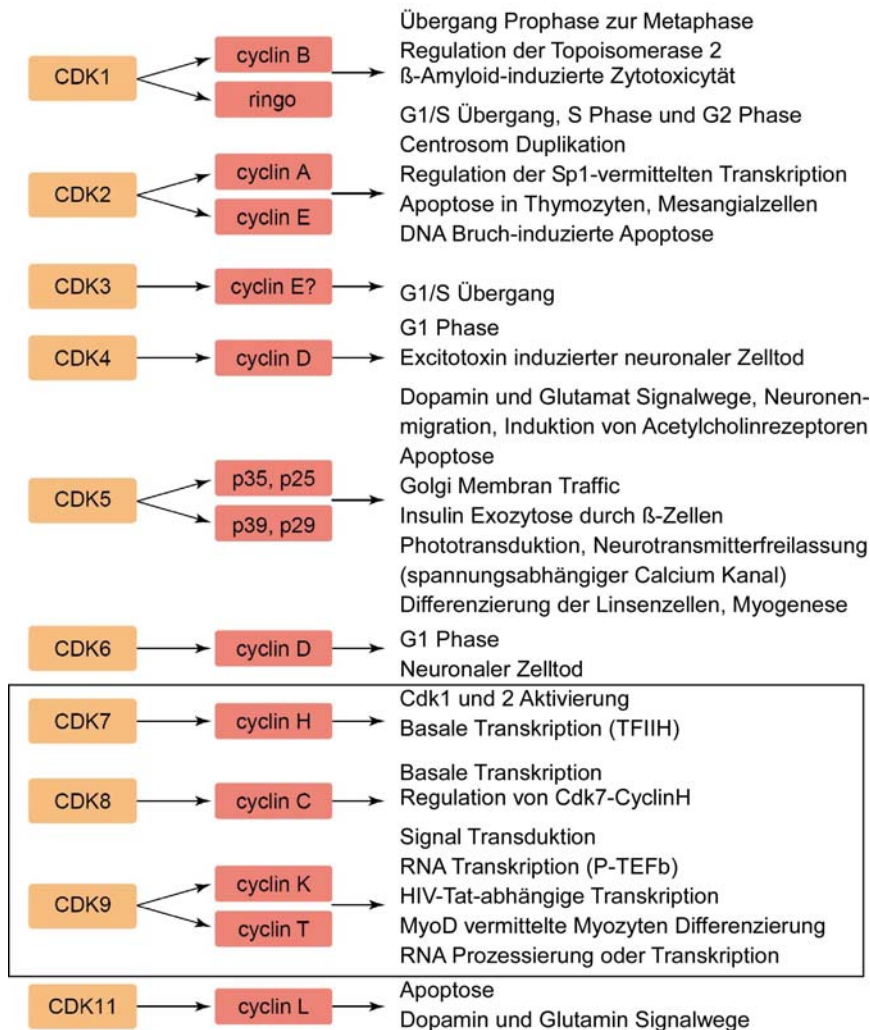 CDK1
cyclin B
ringo
Übergang Prophase zur Metaphase
Regulation der Topoisomerase 2
ß-Amyloid-induzierte Zytotoxicytät
CDK2
cyclin A
cyclin E
G1/S Übergang, S Phase und G2 Phase
Centrosom Duplikation
Regulation der Sp1-vermittelten Transkription
Apoptose in Thymozyten, Mesangialzellen
DNA Bruch-induzierte Apoptose
CDK3
cyclin E?
G1/S Übergang
CDK4
cyclin D
G1 Phase
Excitotoxin induzierter neuronaler Zelltod
CDK5
p35, p25
p39, p29
Dopamin und Glutamat Signalwege, Neuronen-
migration, Induktion von Acetylcholinrezeptoren
Apoptose
Golgi Membran Traffic
Insulin Exozytose durch ß-Zellen
Phototransduktion, Neurotransmitterfreilassung
(spannungsabhängiger Calcium Kanal)
Differenzierung der Linsenzellen, Myogenese
CDK6
cyclin D
G1 Phase
Neuronaler Zelltod
CDK7
cyclin H
Cdk1 und 2 Aktivierung
Basale Transkription (TFIIH)
CDK8
cyclin C
Basale Transkription
Regulation von Cdk7-CyclinH
CDK9
cyclin K
cyclin T
Signal Transduktion
RNA Transkription (P-TEFb)
HIV-Tat-abhängige Transkription
MyoD vermittelte Myozyten Differenzierung
RNA Prozessierung oder Transkription
CDK11
cyclin L
Apoptose
Dopamin und Glutamin Signalwege